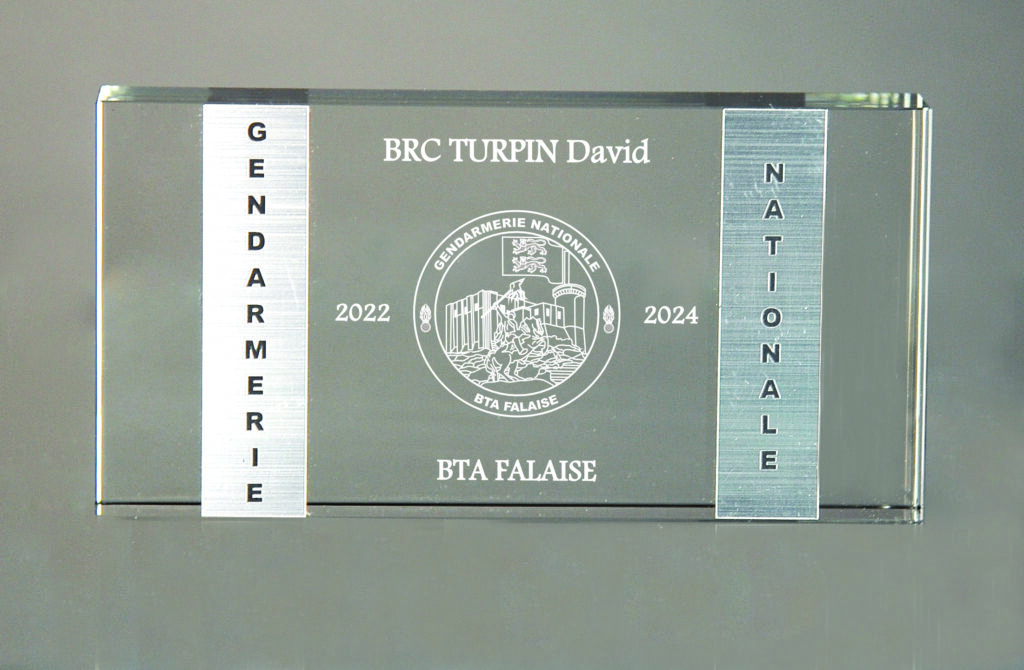 GENDARMERIE
BRC TURPIN David
GENDARMERIE NATIONALE
2022
2024
BTA FALAISE
BTA FALAISE
NATIONALE